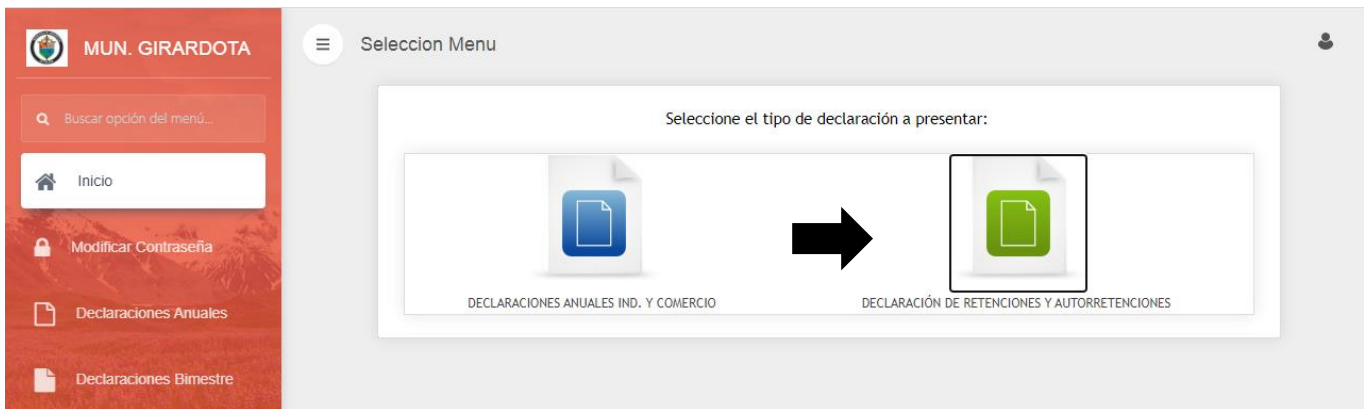 MUN. GIRARDOTA
Buscar opción del menú...
Inicio
Modificar Contraseña
Declaraciones Anuales
Declaraciones Bimestre
Seleccion Menu
Seleccione el tipo de declaración a presentar:
DECLARACIONES ANUALES IND. Y COMERCIO
DECLARACIÓN DE RETENCIONES Y AUTORRETENCIONES